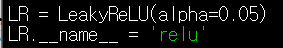 LR = LeakyReLU(alpha=0.05)
LR.__name__ = 'relu'